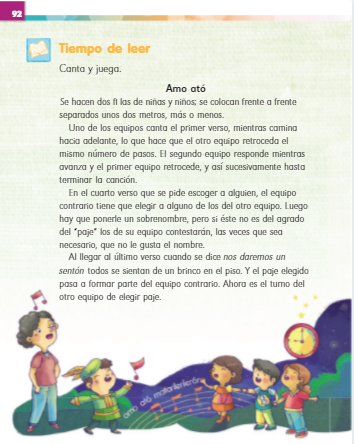 92
Tiempo de leer
Canta y juega.
Amo ató
Se hacen dos fi las de niñas y niños; se colocan frente a frente
separados unos dos metros, más o menos.
Uno de los equipos canta el primer verso, mientras camina
hacia adelante, lo que hace que el otro equipo retroceda el
mismo número de pasos. El segundo equipo responde mientras
avanza y el primer equipo retrocede, y así sucesivamente hasta
terminar la canción.
En el cuarto verso que se pide escoger a alguien, el equipo
contrario tiene que elegir a alguno de los del otro equipo. Luego
hay que ponerle un sobrenombre, pero si éste no es del agrado
del "paje" los de su equipo contestarán, las veces que sea
necesario, que no le gusta el nombre.
Al llegar al último verso cuando se dice nos daremos un
sentón todos se sientan de un brinco en el piso. Y el paje elegido
pasa a formar parte del equipo contrario. Ahora es el turno del
otro equipo de elegir paje.
amo ató matarilerilerón